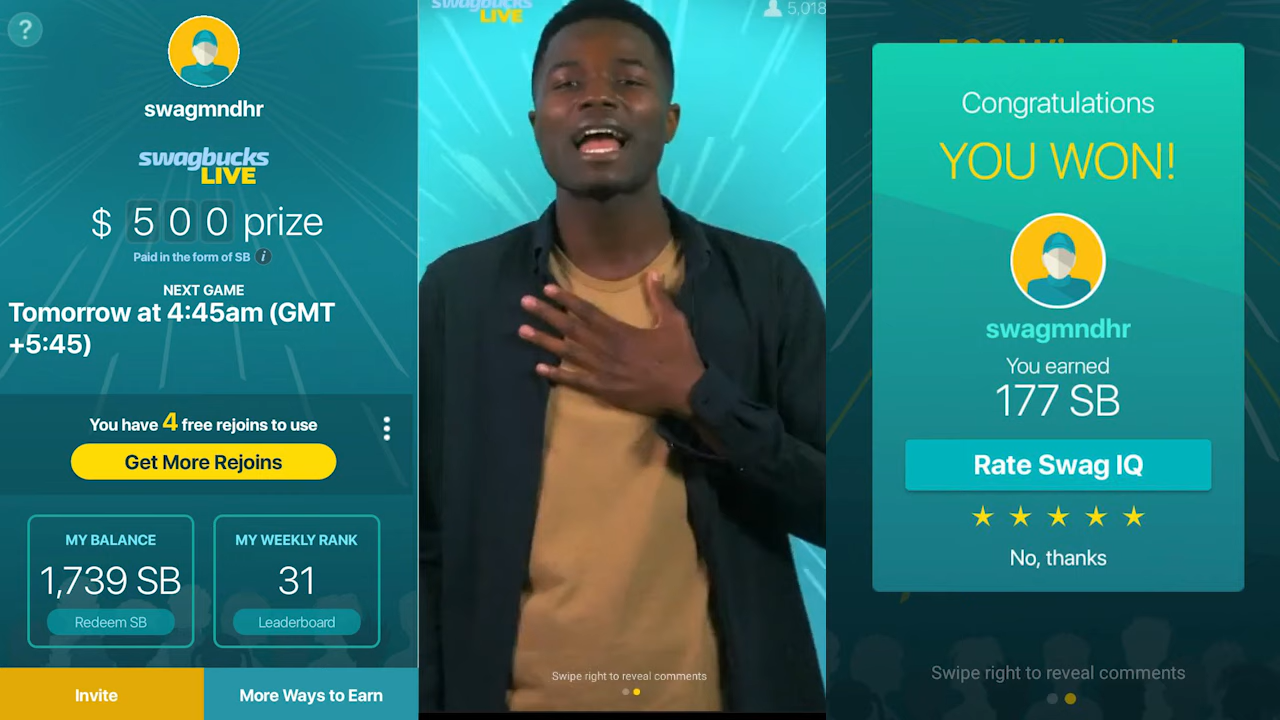 ?
swagmndhr
swagbucks
LIVE
$ 500 prize
Paid in the form of SB i
NEXT GAME
Tomorrow at 4:45am (GMT
+5:45)
You have 4 free rejoins to use
Get More Rejoins
MY BALANCE
1,739 SB
Redeem SB
MY WEEKLY RANK
31
Leaderboard
Invite
More Ways to Earn
swagbucks
LIVE
5,018
Swipe right to reveal comments
Congratulations
YOU WON!
swagmndhr
You earned
177 SB
Rate Swag IQ
No, thanks
Swipe right to reveal comments